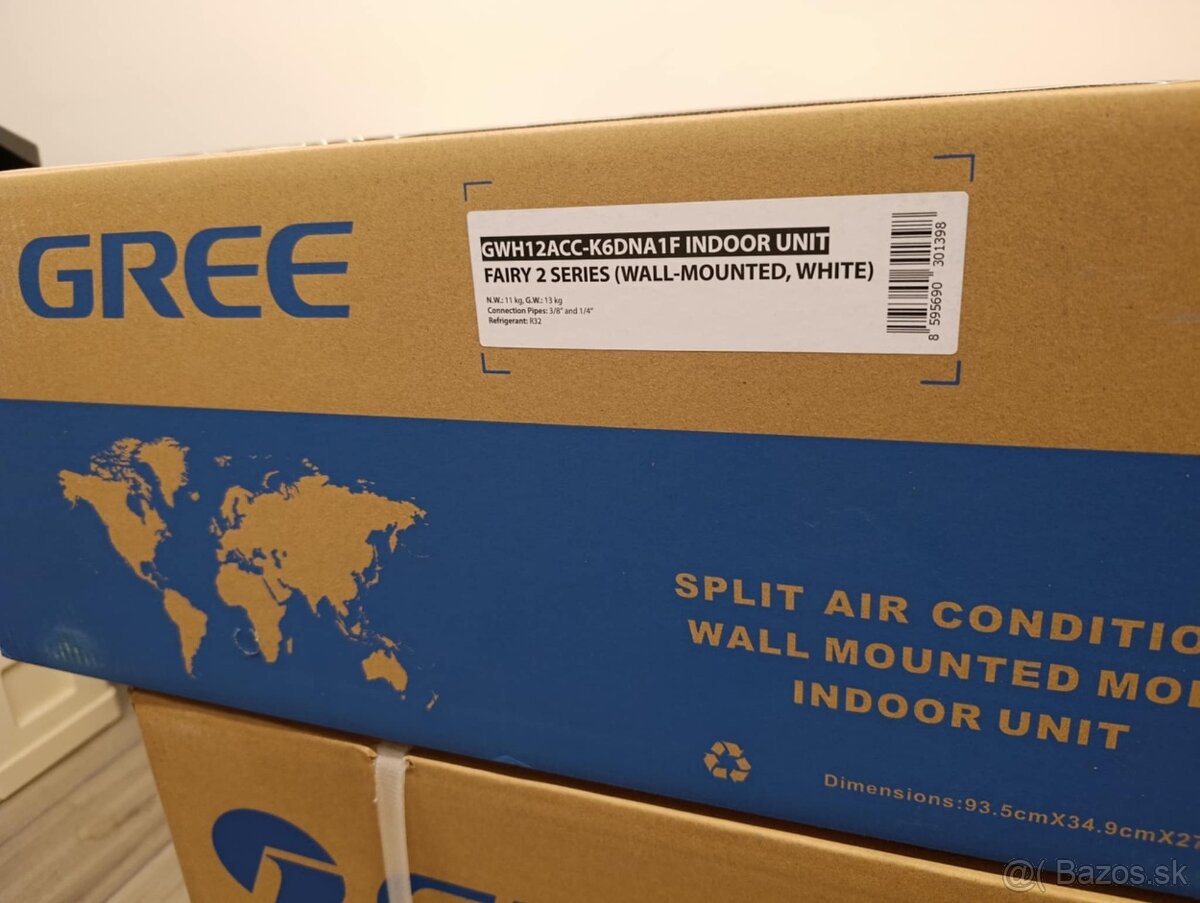 GREE
GWH12ACC-K6DNA1F INDOOR UNIT
FAIRY 2 SERIES (WALL-MOUNTED, WHITE)
N.W.: 11 kg, G.W.: 13 kg
Connection Pipes: 3/8" and 1/4"
Refrigerant: R32
8 595690 301398
SPLIT AIR CONDITIO
WALL MOUNTED MO
INDOOR UNIT
Dimensions:93.5cmX34.9cmX27
@( Bazos.sk